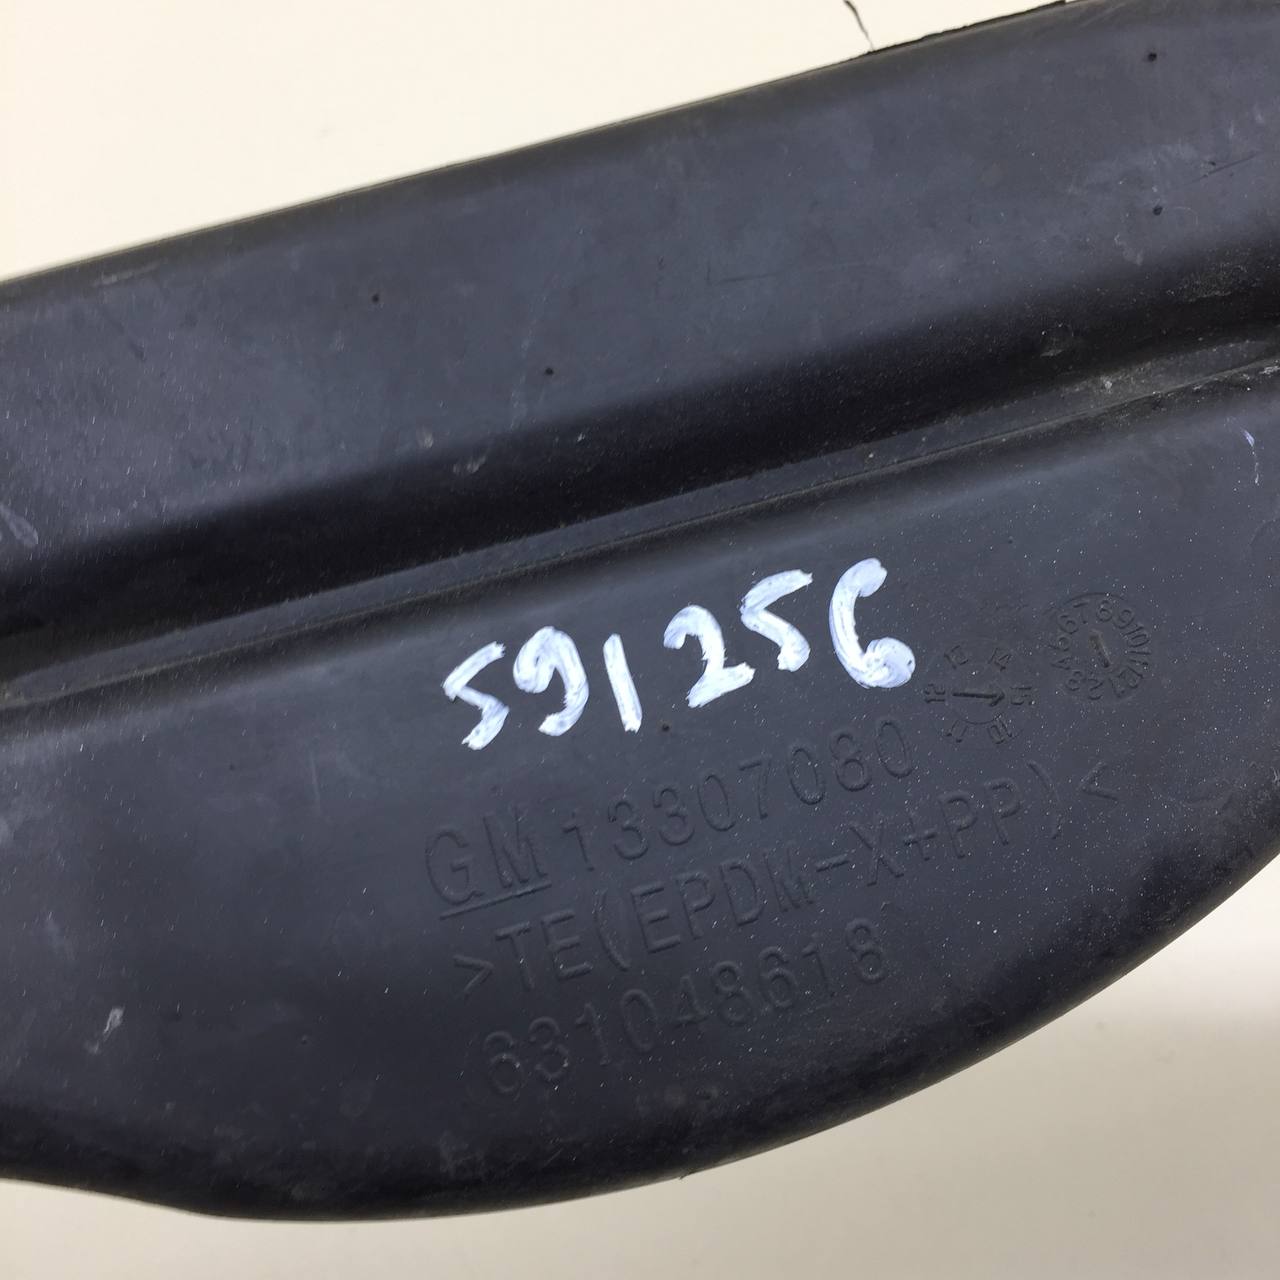 591256
GM 13307080
>TE(EPDM-X+PP)<
631048618